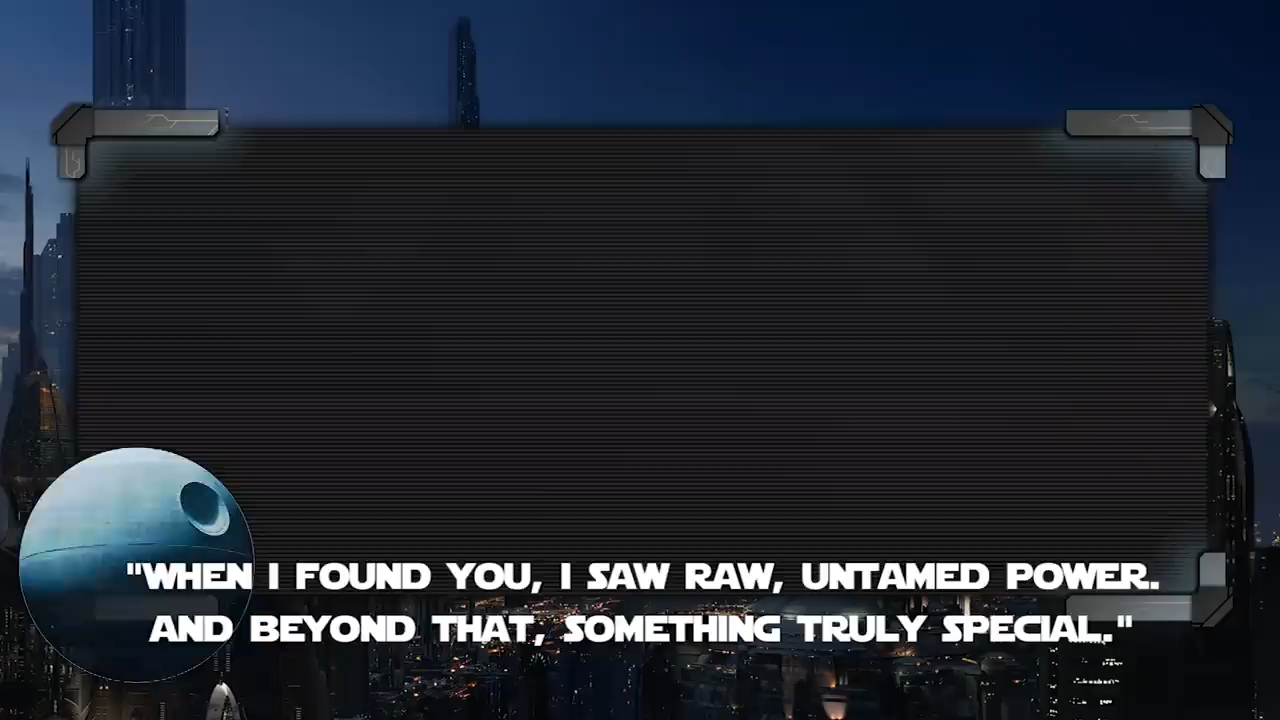 "WHEN I FOUND YOU, I SAW RAW, UNTAMED POWER.
AND BEYOND THAT, SOMETHING TRULY SPECIAL."